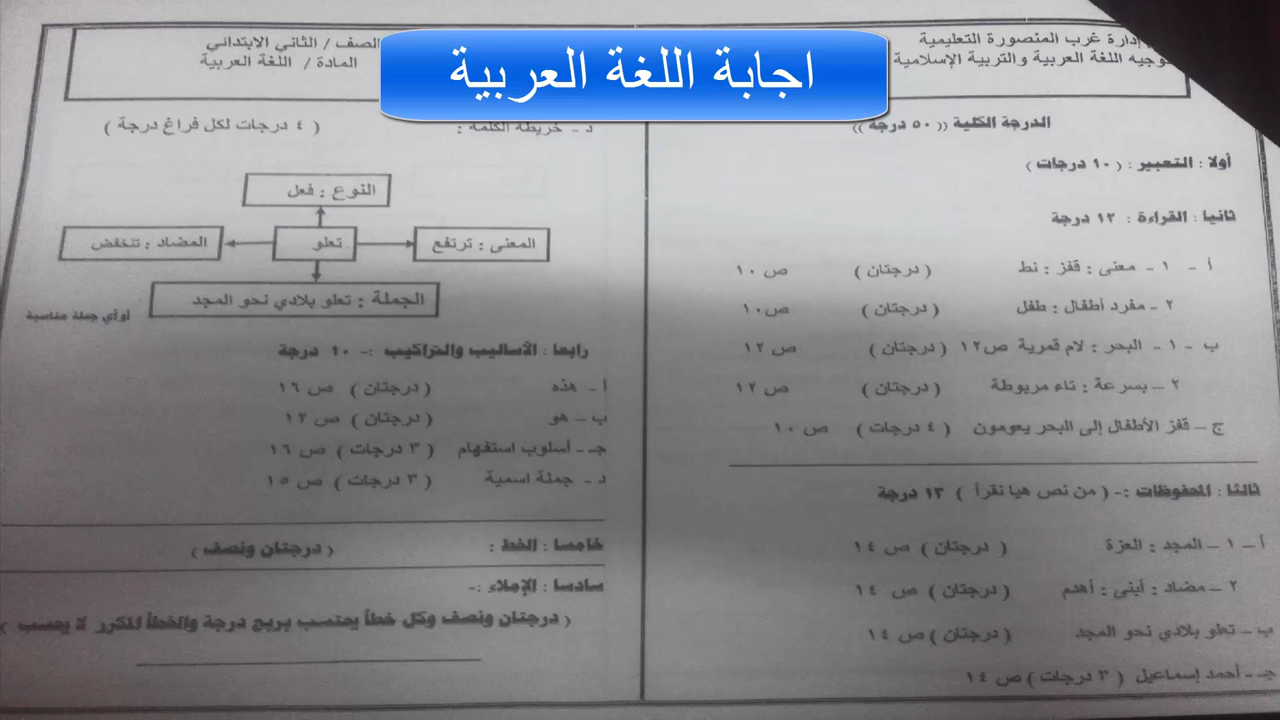 اجابة اللغة العربية
إدارة غرب المنصورة التعليمية
توجيه اللغة العربية والتربية الإسلامية
الصف / الثاني الابتدائي
المادة / اللغة العربية
الدرجة الكلية (( ٥٠ درجة ))
أولا : التعبير : ( ١٠ درجات )
ثانيا : القراءة : ١٢ درجة
أ - ١ - معنى : قفز : نط ( درجتان ) ص ١٠
٢ - مفرد أطفال : طفل ( درجتان ) ص ١٠
ب - ١ - البحر : لام قمرية ص١٢ ( درجتان ) ص ١٢
٢ - بسرعة : تاء مربوطة ( درجتان ) ص ١٢
ج - قفز الأطفال إلى البحر يعومون ( ٤ درجات ) ص ١٠
ثالثا : المحفوظات :- ( من نص هيا نقرأ ) ١٣ درجة
أ - ١ - المجد : العزة ( درجتان ) ص ١٤
٢ - مضاد : أبنى : أهدم ( درجتان ) ص ١٤
ب - تعلو بلادي نحو المجد ( درجتان ) ص ١٤
جـ - أحمد إسماعيل ( ٣ درجات ) ص ١٤
د - خريطة الكلمة : ( ٤ درجات لكل فراغ درجة )
النوع : فعل
المعنى : ترتفع
تعلو
المضاد : تنخفض
الجملة : تعلو بلادي نحو المجد
أو أي جملة مناسبة
رابعا : الأساليب والتراكيب :- ١٠ درجة
أ - هذه ( درجتان ) ص ١٦
ب - هو ( درجتان ) ص ١٢
جـ - أسلوب استفهام ( ٣ درجات ) ص ١٦
د - جملة اسمية ( ٣ درجات ) ص ١٥
خامسا : الخط : ( درجتان ونصف )
سادسا : الإملاء :-
( درجتان ونصف وكل خطأ يحتسب بربع درجة والخطأ المكرر لا يحسب )